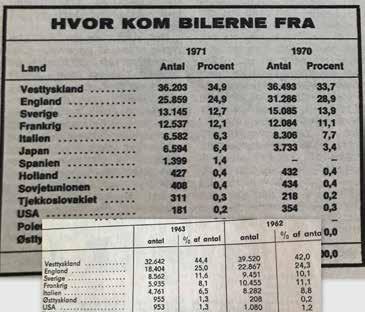 HVOR KOM BILERNE FRA
1971 1970
Land Antal Procent Antal Procent
Vesttyskland 36.203 34,9 36.493 33,7
England 25.859 24,9 31.286 28,9
Sverige 13.145 12,7 15.085 13,9
Frankrig 12.537 12,1 12.084 11,1
Italien 6.582 6,3 8.306 7,7
Japan 6.594 6,4 3.733 3,4
Spanien 1.399 1,4 – –
Holland 427 0,4 432 0,4
Sovjetunionen 408 0,4 434 0,4
Tjekkoslovakiet 311 0,3 218 0,2
USA 181 0,2 354 0,3
Polen 0,0
Østty 00,0
1963 1962
antal % af antal antal % af anta
Vesttyskland 32.642 44,4 39.520 42,0
England 18.404 25,0 22.867 24,3
Sverige 8.562 11,6 9.451 10,1
Frankrig 5.935 8,1 10.455 11,1
Italien 4.761 6,5 8.282 8,8
Østtyskland 955 1,3 208 0,2
USA 953 1,3 1.080 1,2